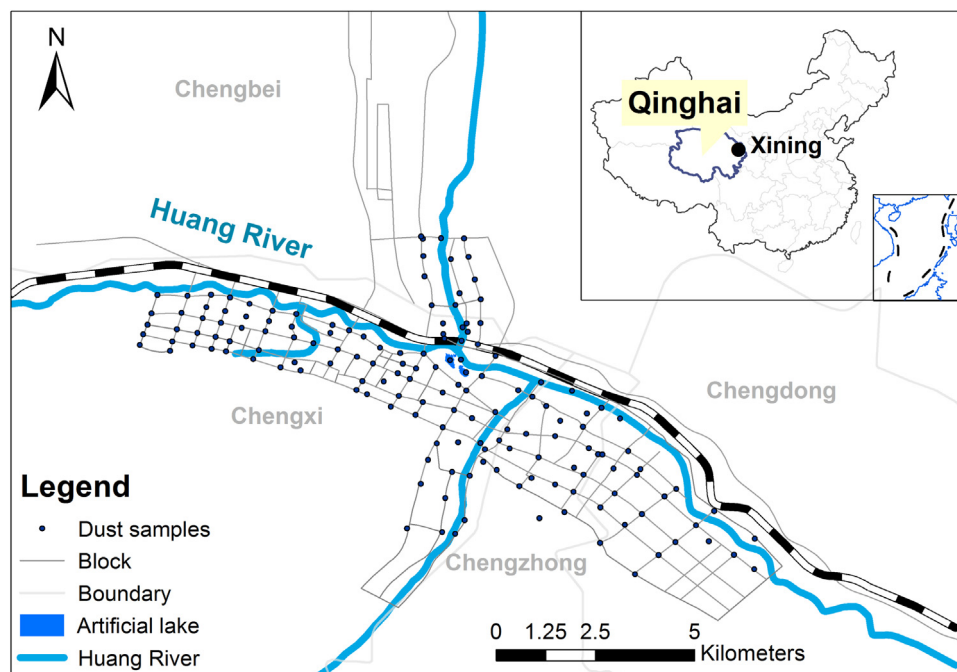 N
Chengbei
Qinghai
Xining
Huang River
Chengdong
Chengxi
Chengzhong
Legend
Dust samples
Block
Boundary
Artificial lake
Huang River
0 1.25 2.5 5
Kilometers